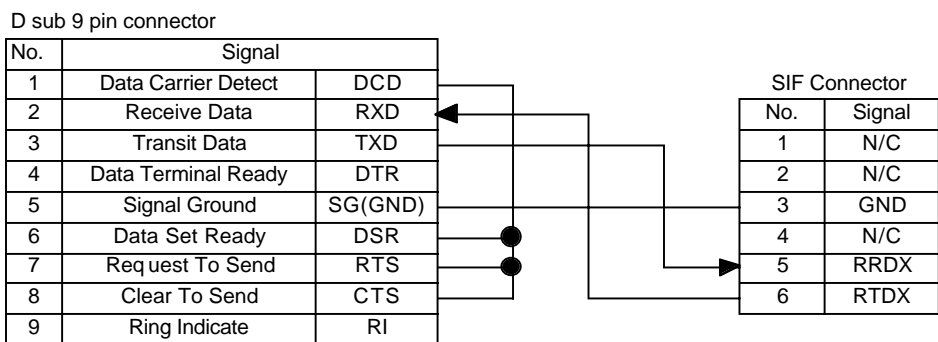 D sub 9 pin connector
No. Signal
1 Data Carrier Detect DCD
2 Receive Data RXD
3 Transit Data TXD
4 Data Terminal Ready DTR
5 Signal Ground SG(GND)
6 Data Set Ready DSR
7 Request To Send RTS
8 Clear To Send CTS
9 Ring Indicate RI
SIF Connector
No. Signal
1 N/C
2 N/C
3 GND
4 N/C
5 RRDX
6 RTDX